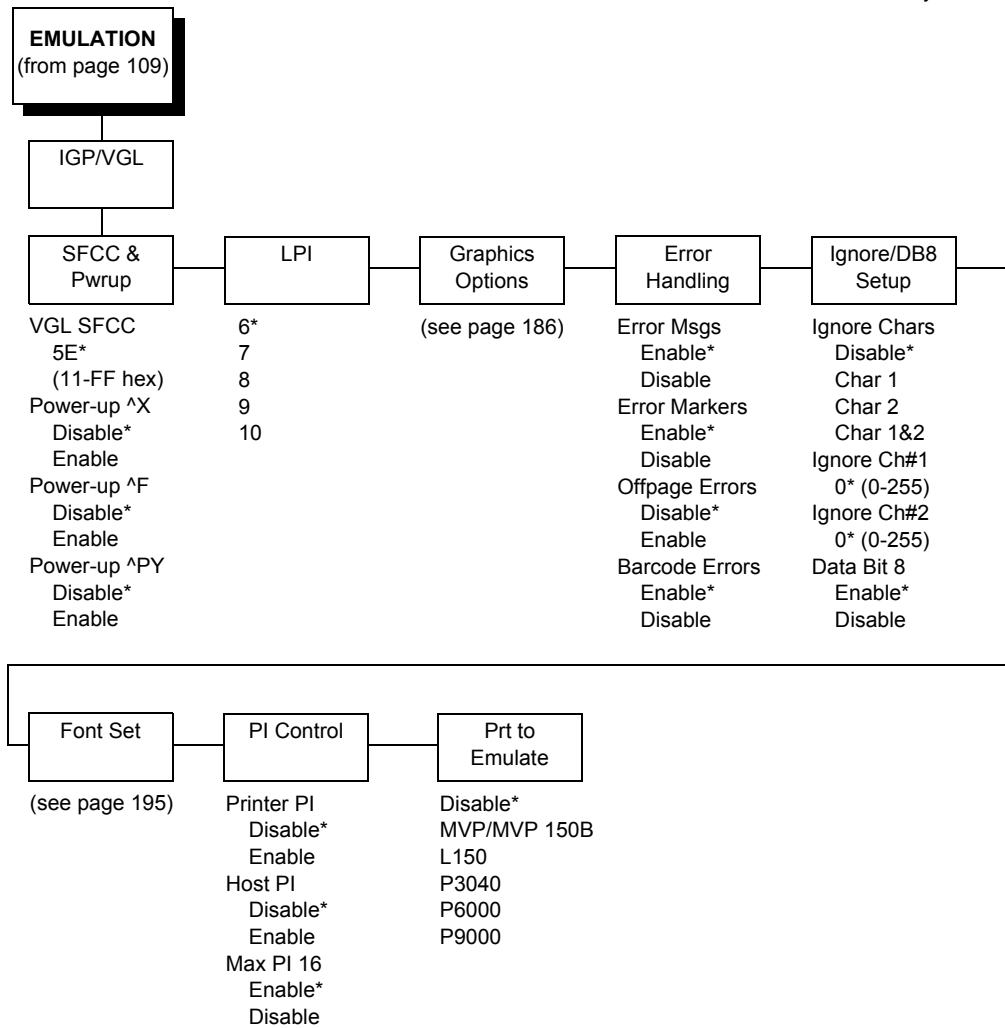 EMULATION
(from page 109)
IGP/VGL
SFCC &
Pwrup
VGL SFCC
5E*
(11-FF hex)
Power-up ^X
Disable*
Enable
Power-up ^F
Disable*
Enable
Power-up ^PY
Disable*
Enable
LPI
6*
7
8
9
10
Graphics
Options
(see page 186)
Error
Handling
Error Msgs
Enable*
Disable
Error Markers
Enable*
Disable
Offpage Errors
Disable*
Enable
Barcode Errors
Enable*
Disable
Ignore/DB8
Setup
Ignore Chars
Disable*
Char 1
Char 2
Char 1&2
Ignore Ch#1
0* (0-255)
Ignore Ch#2
0* (0-255)
Data Bit 8
Enable*
Disable
Font Set
(see page 195)
PI Control
Printer PI
Disable*
Enable
Host PI
Disable*
Enable
Max PI 16
Enable*
Disable
Prt to
Emulate
Disable*
MVP/MVP 150B
L150
P3040
P6000
P9000